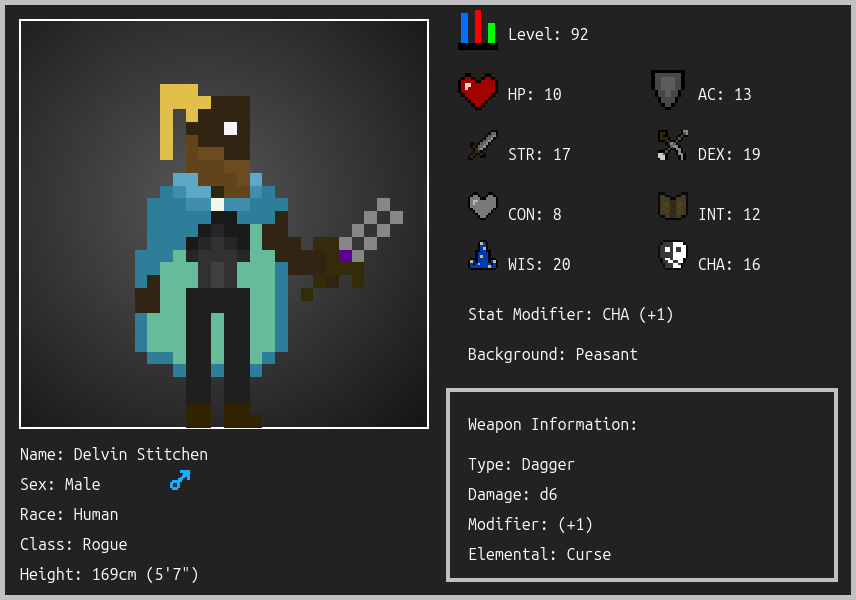 Level: 92
HP: 10
AC: 13
STR: 17
DEX: 19
CON: 8
INT: 12
WIS: 20
CHA: 16
Stat Modifier: CHA (+1)
Background: Peasant
Weapon Information:
Type: Dagger
Damage: d6
Modifier: (+1)
Elemental: Curse
Name: Delvin Stitchen
Sex: Male
Race: Human
Class: Rogue
Height: 169cm (5'7")